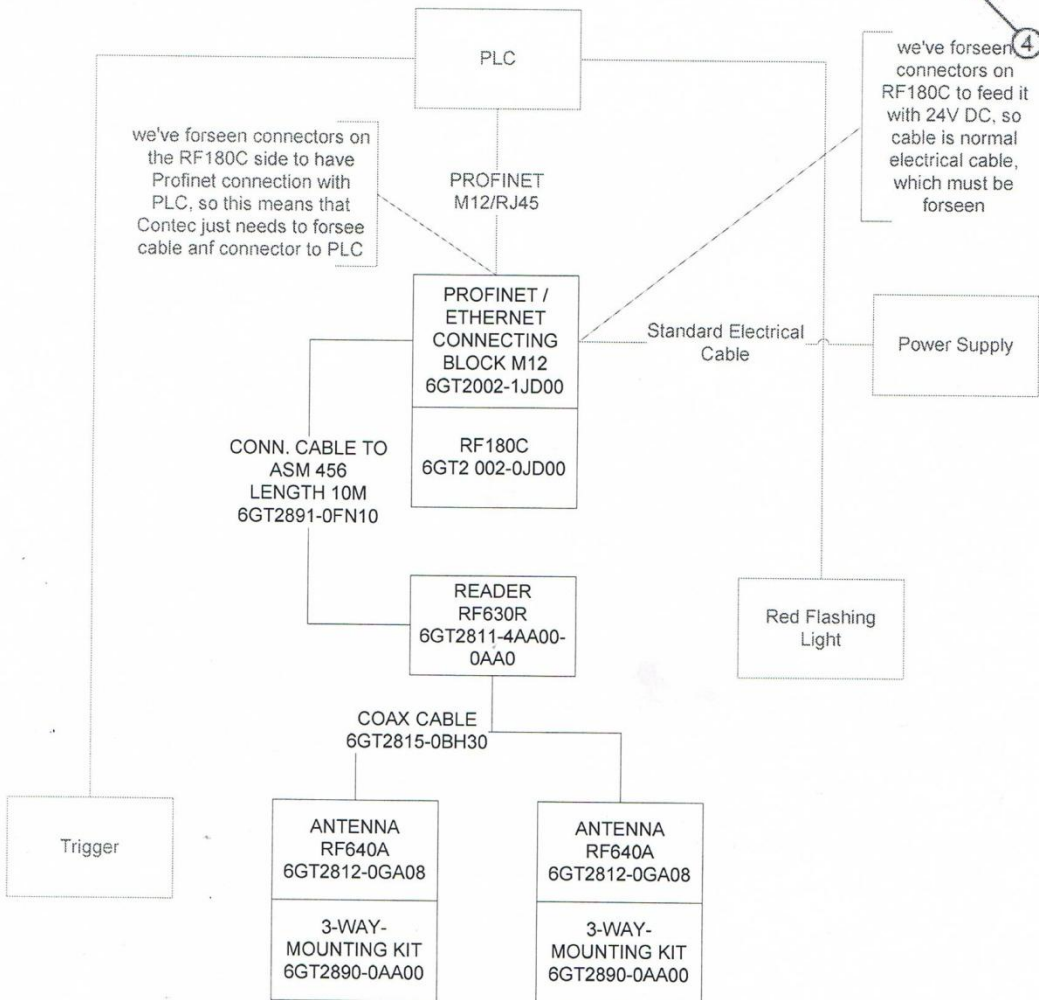 PLC
4
we've forseen
connectors on
RF180C to feed it
with 24V DC, so
cable is normal
electrical cable,
which must be
forseen
we've forseen connectors on
the RF180C side to have
Profinet connection with
PLC, so this means that
Contec just needs to forsee
cable anf connector to PLC
PROFINET
M12/RJ45
PROFINET /
ETHERNET
CONNECTING
BLOCK M12
6GT2002-1JD00
Standard Electrical
Cable
Power Supply
RF180C
6GT2 002-0JD00
CONN. CABLE TO
ASM 456
LENGTH 10M
6GT2891-0FN10
READER
RF630R
6GT2811-4AA00-
0AA0
Red Flashing
Light
COAX CABLE
6GT2815-0BH30
Trigger
ANTENNA
RF640A
6GT2812-0GA08
3-WAY-
MOUNTING KIT
6GT2890-0AA00
ANTENNA
RF640A
6GT2812-0GA08
3-WAY-
MOUNTING KIT
6GT2890-0AA00